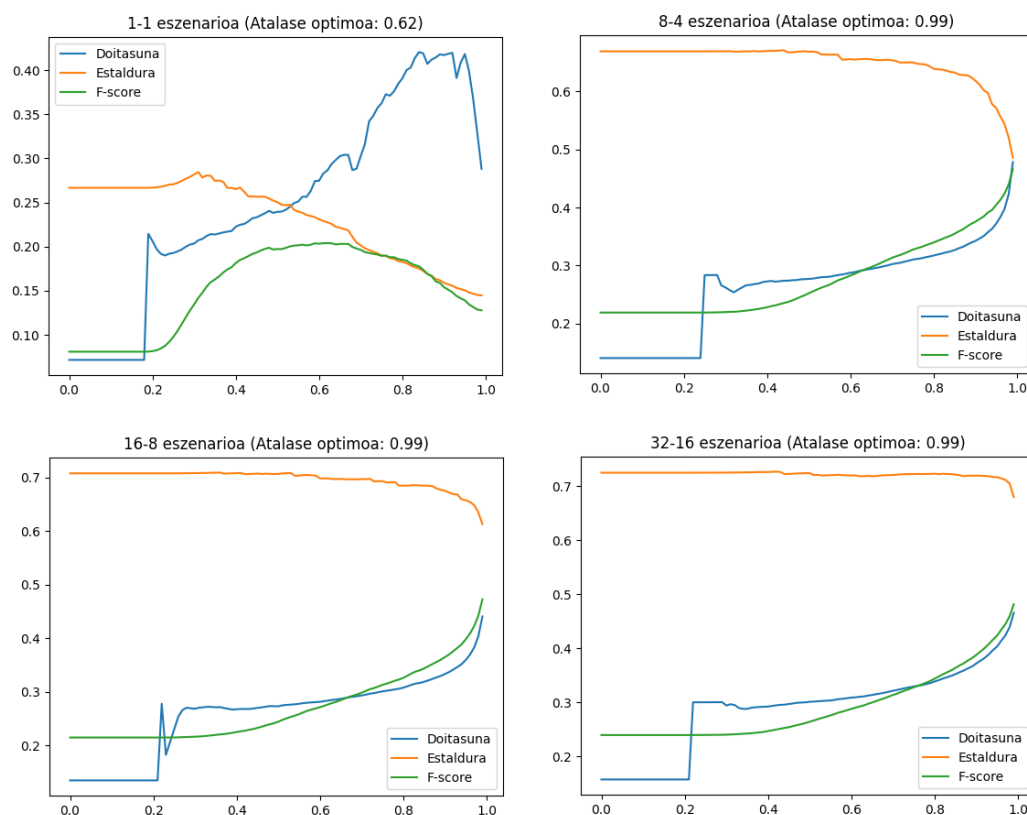 1-1 eszenarioa (Atalase optimoa: 0.62)
Doitasuna
Estaldura
F-score
0.40
0.35
0.30
0.25
0.20
0.15
0.10
0.0 0.2 0.4 0.6 0.8 1.0
8-4 eszenarioa (Atalase optimoa: 0.99)
0.6
0.5
0.4
0.3
0.2
Doitasuna
Estaldura
F-score
0.0 0.2 0.4 0.6 0.8 1.0
16-8 eszenarioa (Atalase optimoa: 0.99)
0.7
0.6
0.5
0.4
0.3
0.2
Doitasuna
Estaldura
F-score
0.0 0.2 0.4 0.6 0.8 1.0
32-16 eszenarioa (Atalase optimoa: 0.99)
0.7
0.6
0.5
0.4
0.3
0.2
Doitasuna
Estaldura
F-score
0.0 0.2 0.4 0.6 0.8 1.0